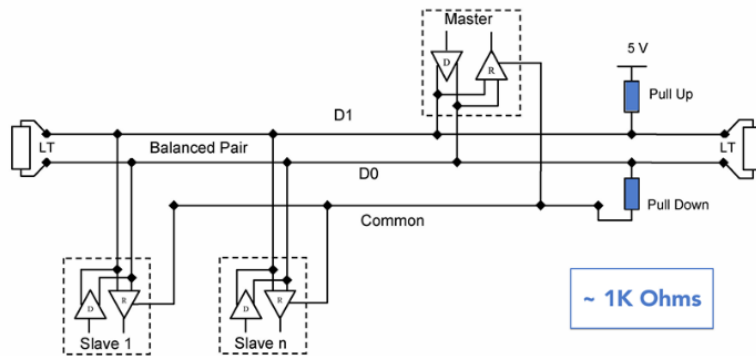 Master
D
R
5 V
Pull Up
D1
LT
Balanced Pair
LT
D0
Common
Pull Down
D
R
D
R
Slave 1
Slave n
~ 1K Ohms